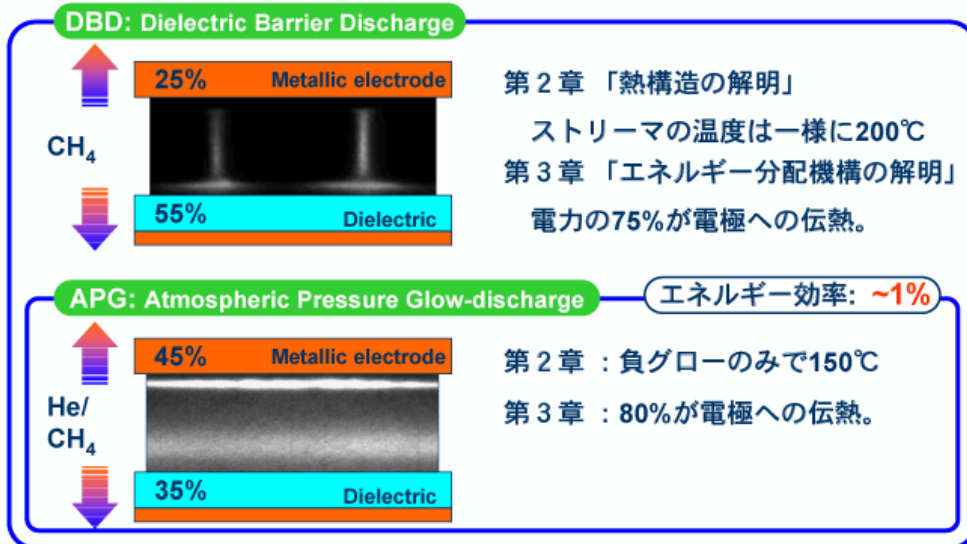 DBD: Dielectric Barrier Discharge
25% Metallic electrode
CH4
55% Dielectric
第2章 「熱構造の解明」
ストリーマの温度は一様に200℃
第3章 「エネルギー分配機構の解明」
電力の75%が電極への伝熱。
APG: Atmospheric Pressure Glow-discharge
エネルギー効率: ~1%
45% Metallic electrode
He/
CH4
35% Dielectric
第2章 :負グローのみで150℃
第3章 :80%が電極への伝熱。